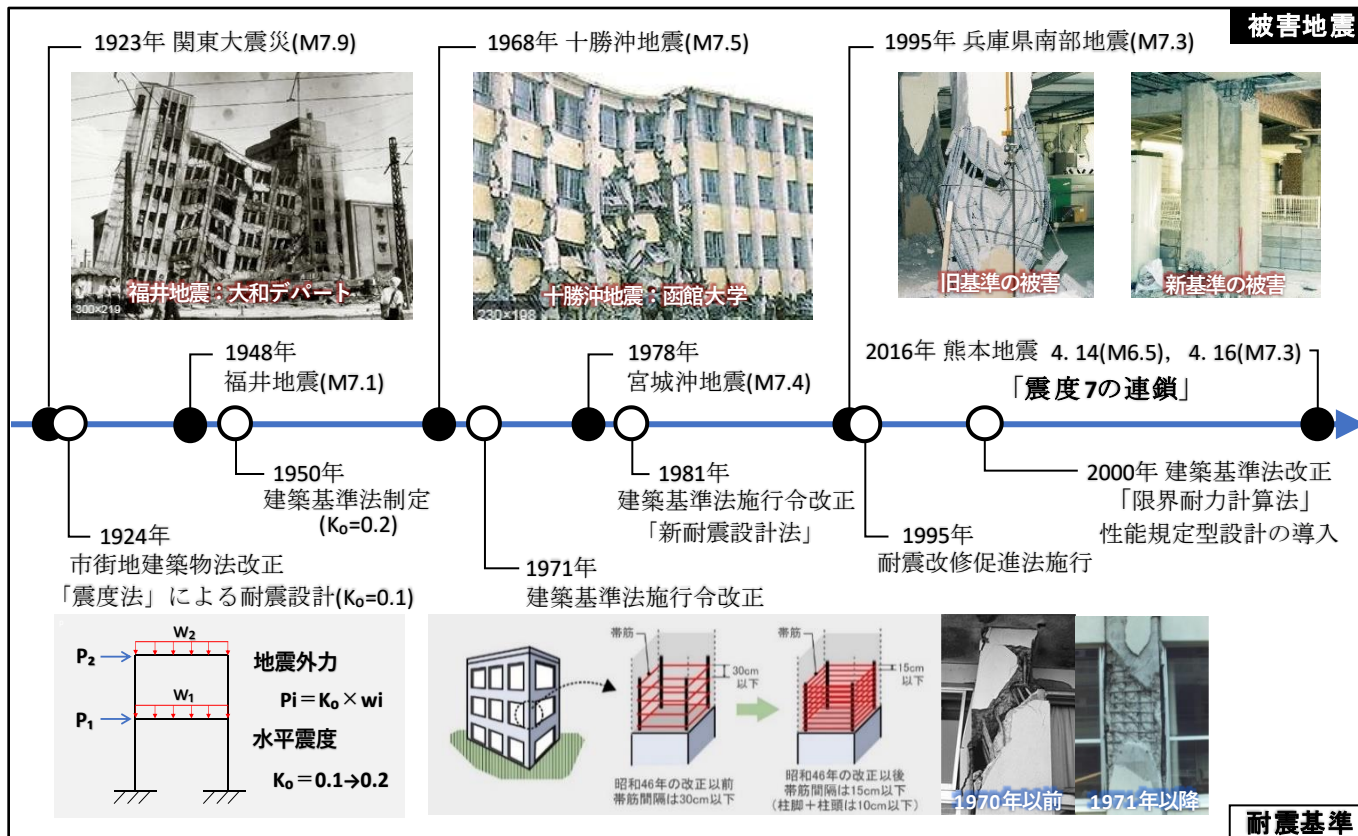 被害地震
1923年 関東大震災(M7.9)
1968年 十勝沖地震(M7.5)
1995年 兵庫県南部地震(M7.3)
福井地震：大和デパート
300×219
十勝沖地震：函館大学
230×198
旧基準の被害
新基準の被害
1948年
福井地震(M7.1)
1978年
宮城沖地震(M7.4)
2016年 熊本地震 4. 14(M6.5)， 4. 16(M7.3)
「震度7の連鎖」
1950年
建築基準法制定
(K₀=0.2)
1981年
建築基準法施行令改正
「新耐震設計法」
2000年 建築基準法改正
「限界耐力計算法」
性能規定型設計の導入
1924年
市街地建築物法改正
「震度法」による耐震設計(K₀=0.1)
1971年
建築基準法施行令改正
1995年
耐震改修促進法施行
W₂
P₂
W₁
P₁
地震外力
Pi＝K₀×wi
水平震度
K₀＝0.1→0.2
帯筋
30cm
以下
昭和46年の改正以前
帯筋間隔は30cm以下
帯筋
15cm
以下
昭和46年の改正以後
帯筋間隔は15cm以下
(柱脚＋柱頭は10cm以下)
1970年以前
1971年以降
耐震基準